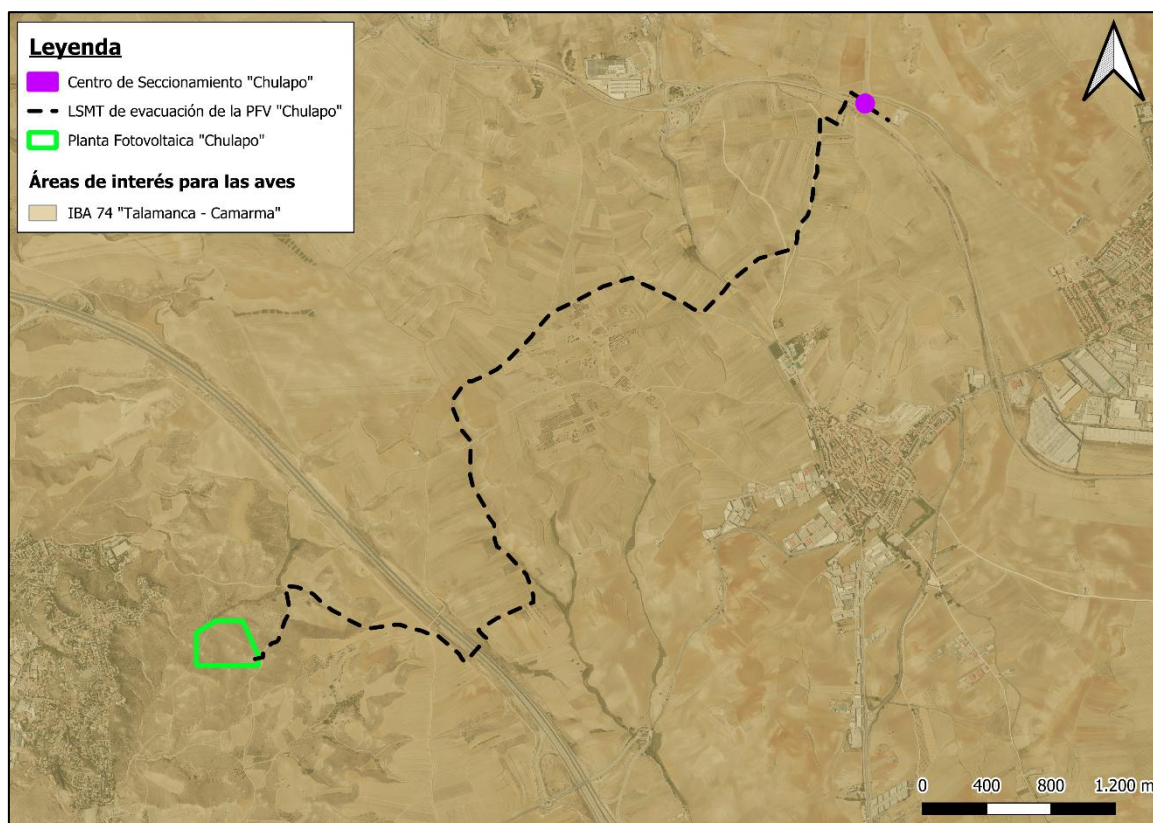 Leyenda
Centro de Seccionamiento "Chulapo"
LSMT de evacuación de la PFV "Chulapo"
Planta Fotovoltaica "Chulapo"
Áreas de interés para las aves
IBA 74 "Talamanca - Camarma"
0 400 800 1.200 m